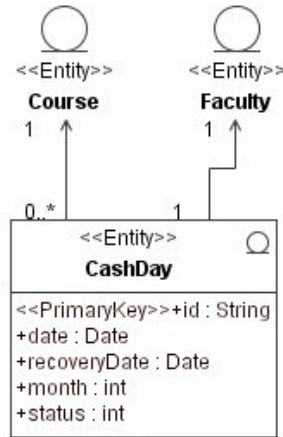 <<Entity>> <<Entity>>
Course Faculty
1 1
0..* 1
<<Entity>>
CashDay
<<PrimaryKey>>+id : String
+date : Date
+recoveryDate : Date
+month : int
+status : int